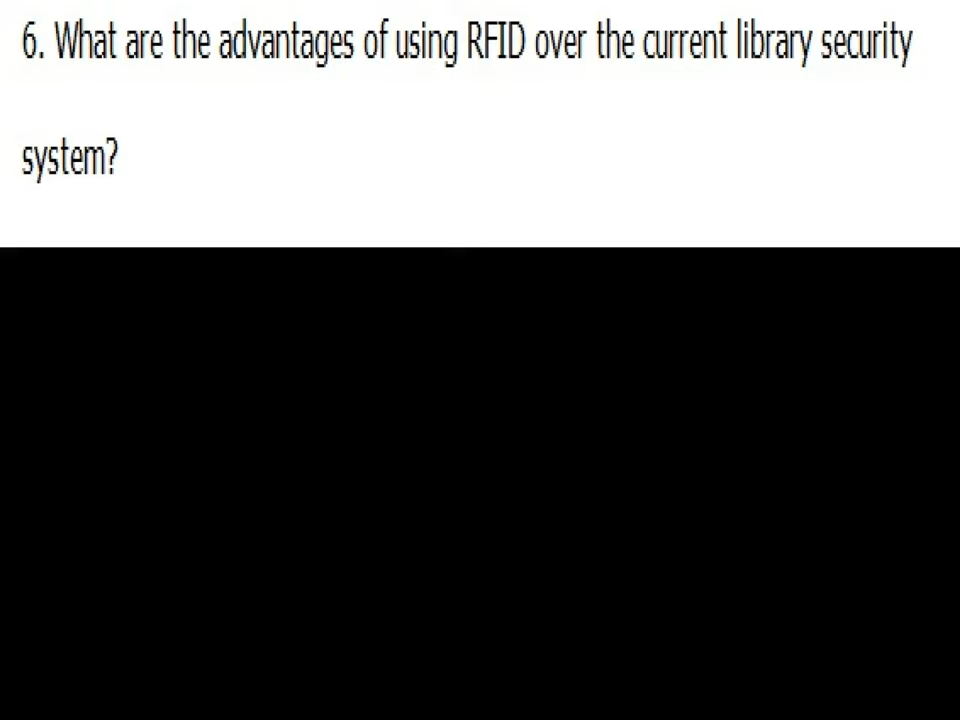 6. What are the advantages of using RFID over the current library security
system?